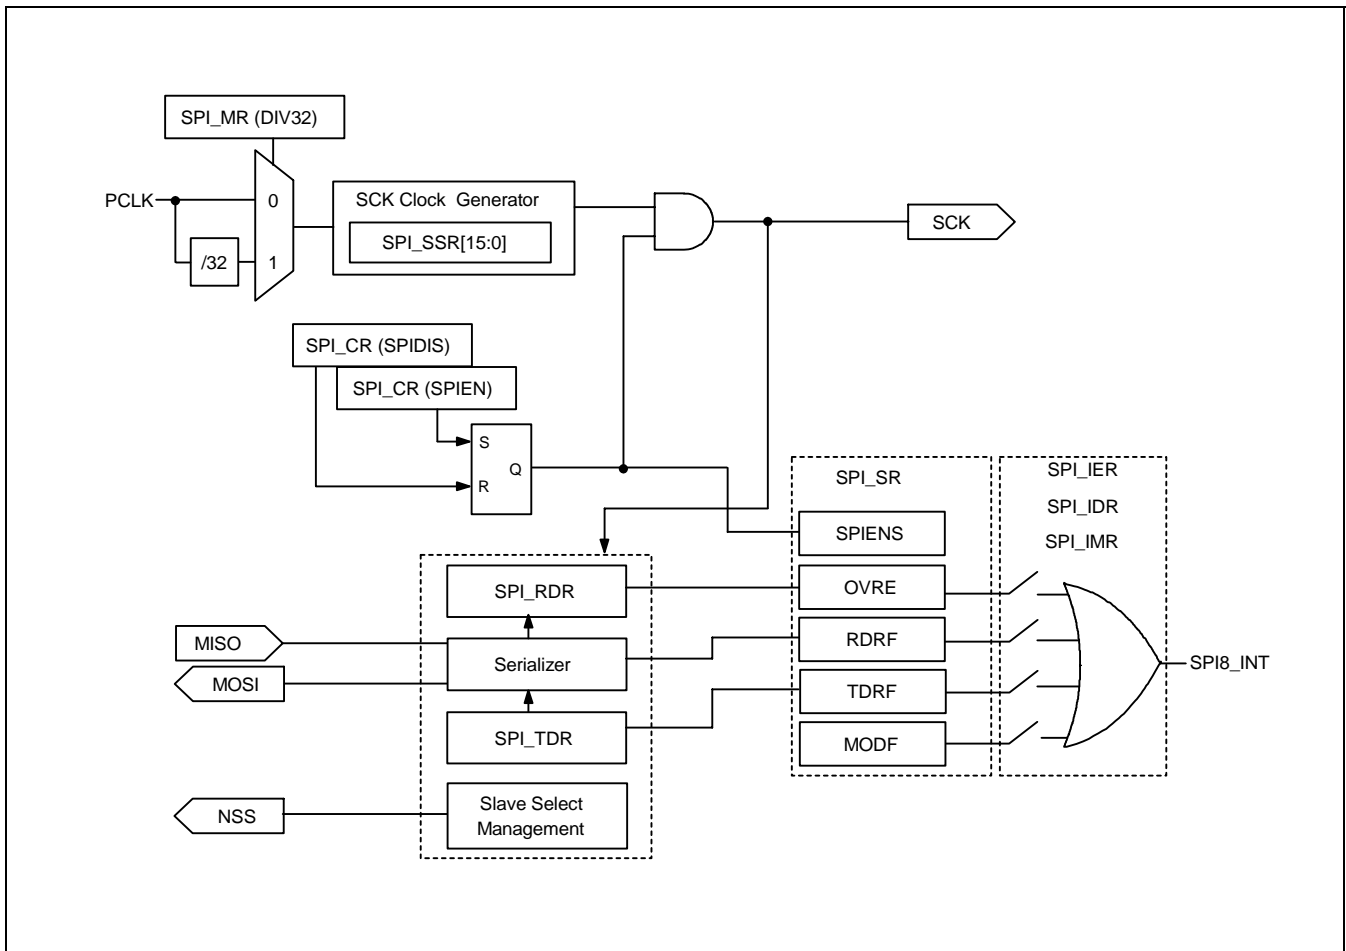 SPI_MR (DIV32)
PCLK
0
SCK Clock Generator
SPI_SSR[15:0]
SCK
/32
1
SPI_CR (SPIDIS)
SPI_CR (SPIEN)
S
Q
R
SPI_SR
SPI_IER
SPI_IDR
SPI_IMR
SPIENS
SPI_RDR
OVRE
MISO
Serializer
RDRF
SPI8_INT
MOSI
TDRF
SPI_TDR
MODF
NSS
Slave Select
Management